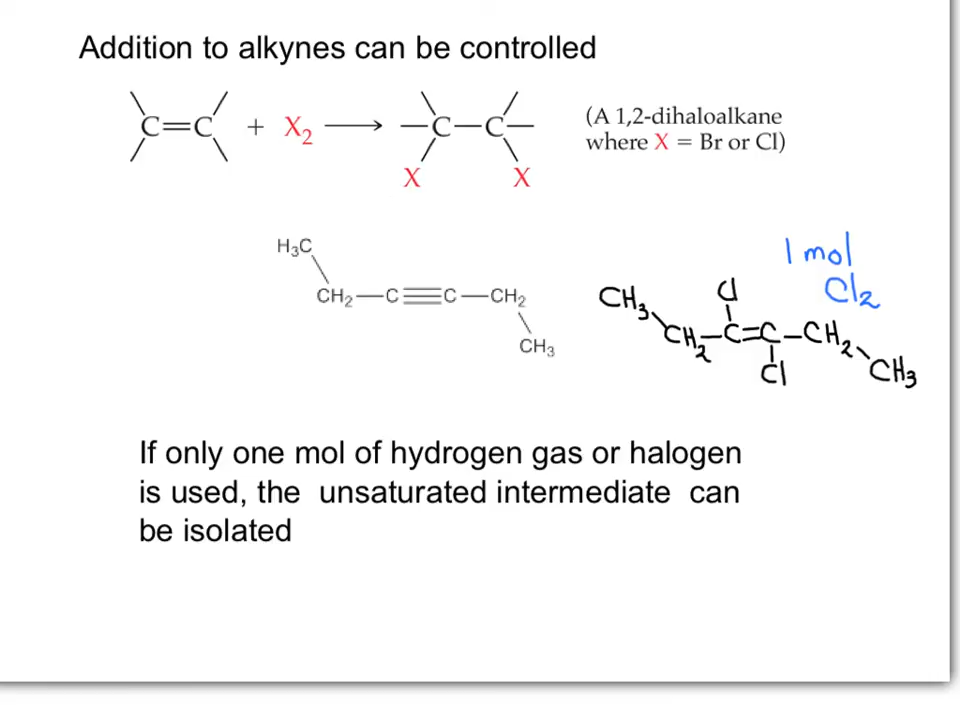 Addition to alkynes can be controlled
C=C + X2 → —C—C— (A 1,2-dihaloalkane
where X = Br or Cl)
X X
H3C
CH2—C≡C—CH2
CH3
1 mol
Cl2
CH3 Cl
CH2—C=C—CH2
Cl CH3
If only one mol of hydrogen gas or halogen
is used, the unsaturated intermediate can
be isolated